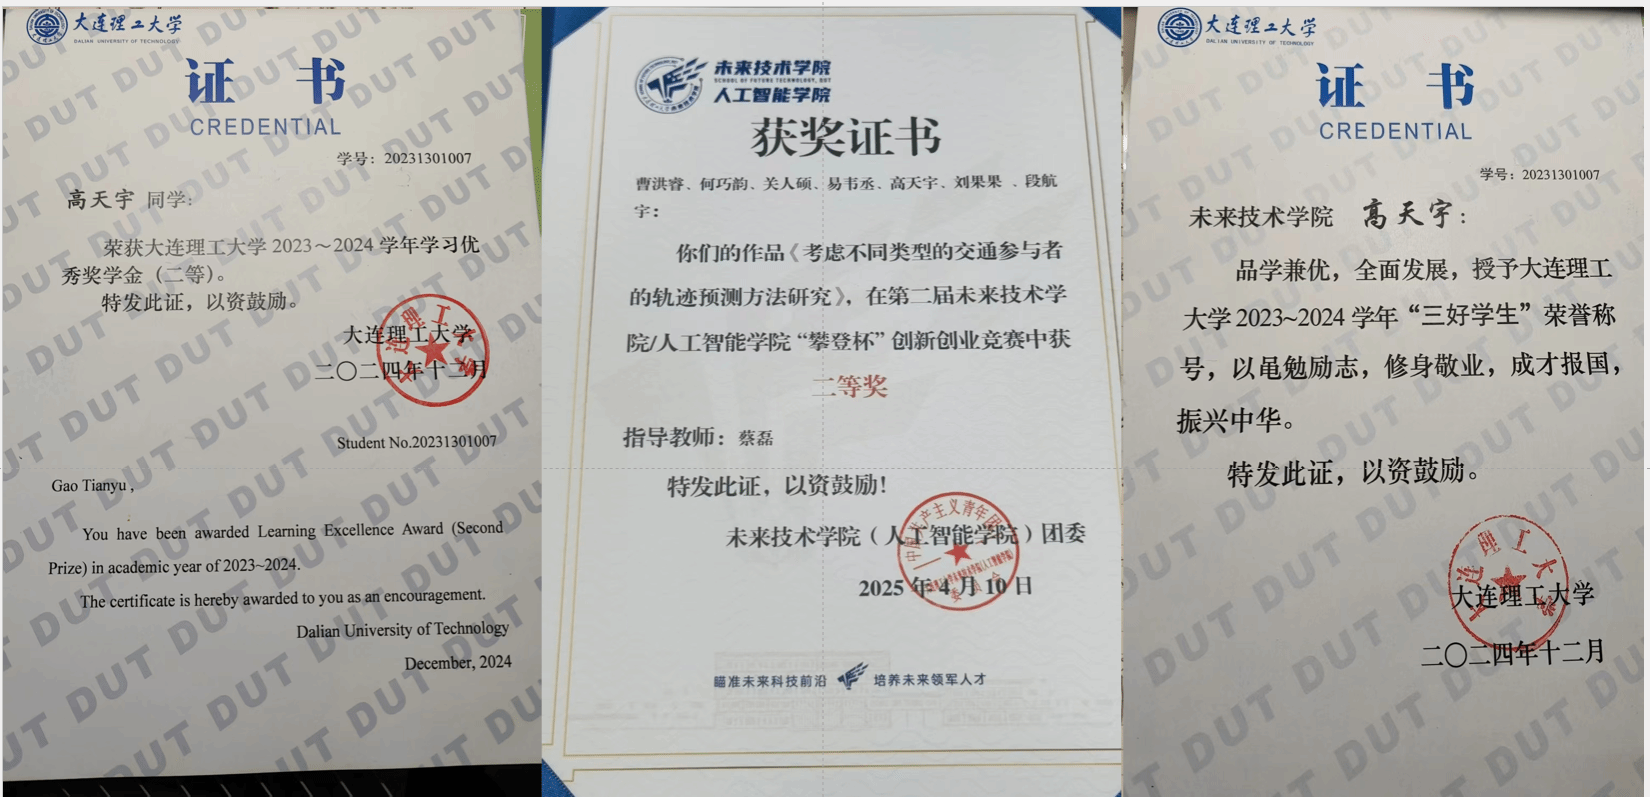 大连理工大学
DALIAN UNIVERSITY OF TECHNOLOGY
证 书
CREDENTIAL
学号：20231301007
高天宇 同学：
荣获大连理工大学 2023～2024 学年学习优
秀奖学金（二等）。
特发此证，以资鼓励。
大连理工大学
二〇二四年十二月
Student No.20231301007
Gao Tianyu ,
You have been awarded Learning Excellence Award (Second
Prize) in academic year of 2023~2024.
The certificate is hereby awarded to you as an encouragement.
Dalian University of Technology
December, 2024
未来技术学院
SCHOOL OF FUTURE TECHNOLOGY, DUT
人工智能学院
获奖证书
曹洪睿、何巧韵、关人硕、易韦丞、高天宇、刘果果 、段航
宇：
你们的作品《考虑不同类型的交通参与者
的轨迹预测方法研究》，在第二届未来技术学
院/人工智能学院“攀登杯”创新创业竞赛中获
二等奖
指导教师：蔡磊
特发此证，以资鼓励！
未来技术学院（人工智能学院）团委
2025 年 4 月 10 日
瞄准未来科技前沿 培养未来领军人才
大连理工大学
DALIAN UNIVERSITY OF TECHNOLOGY
证 书
CREDENTIAL
学号：20231301007
未来技术学院 高天宇：
品学兼优，全面发展，授予大连理工
大学 2023~2024 学年“三好学生”荣誉称
号，以黾勉励志，修身敬业，成才报国，
振兴中华。
特发此证，以资鼓励。
大连理工大学
二〇二四年十二月